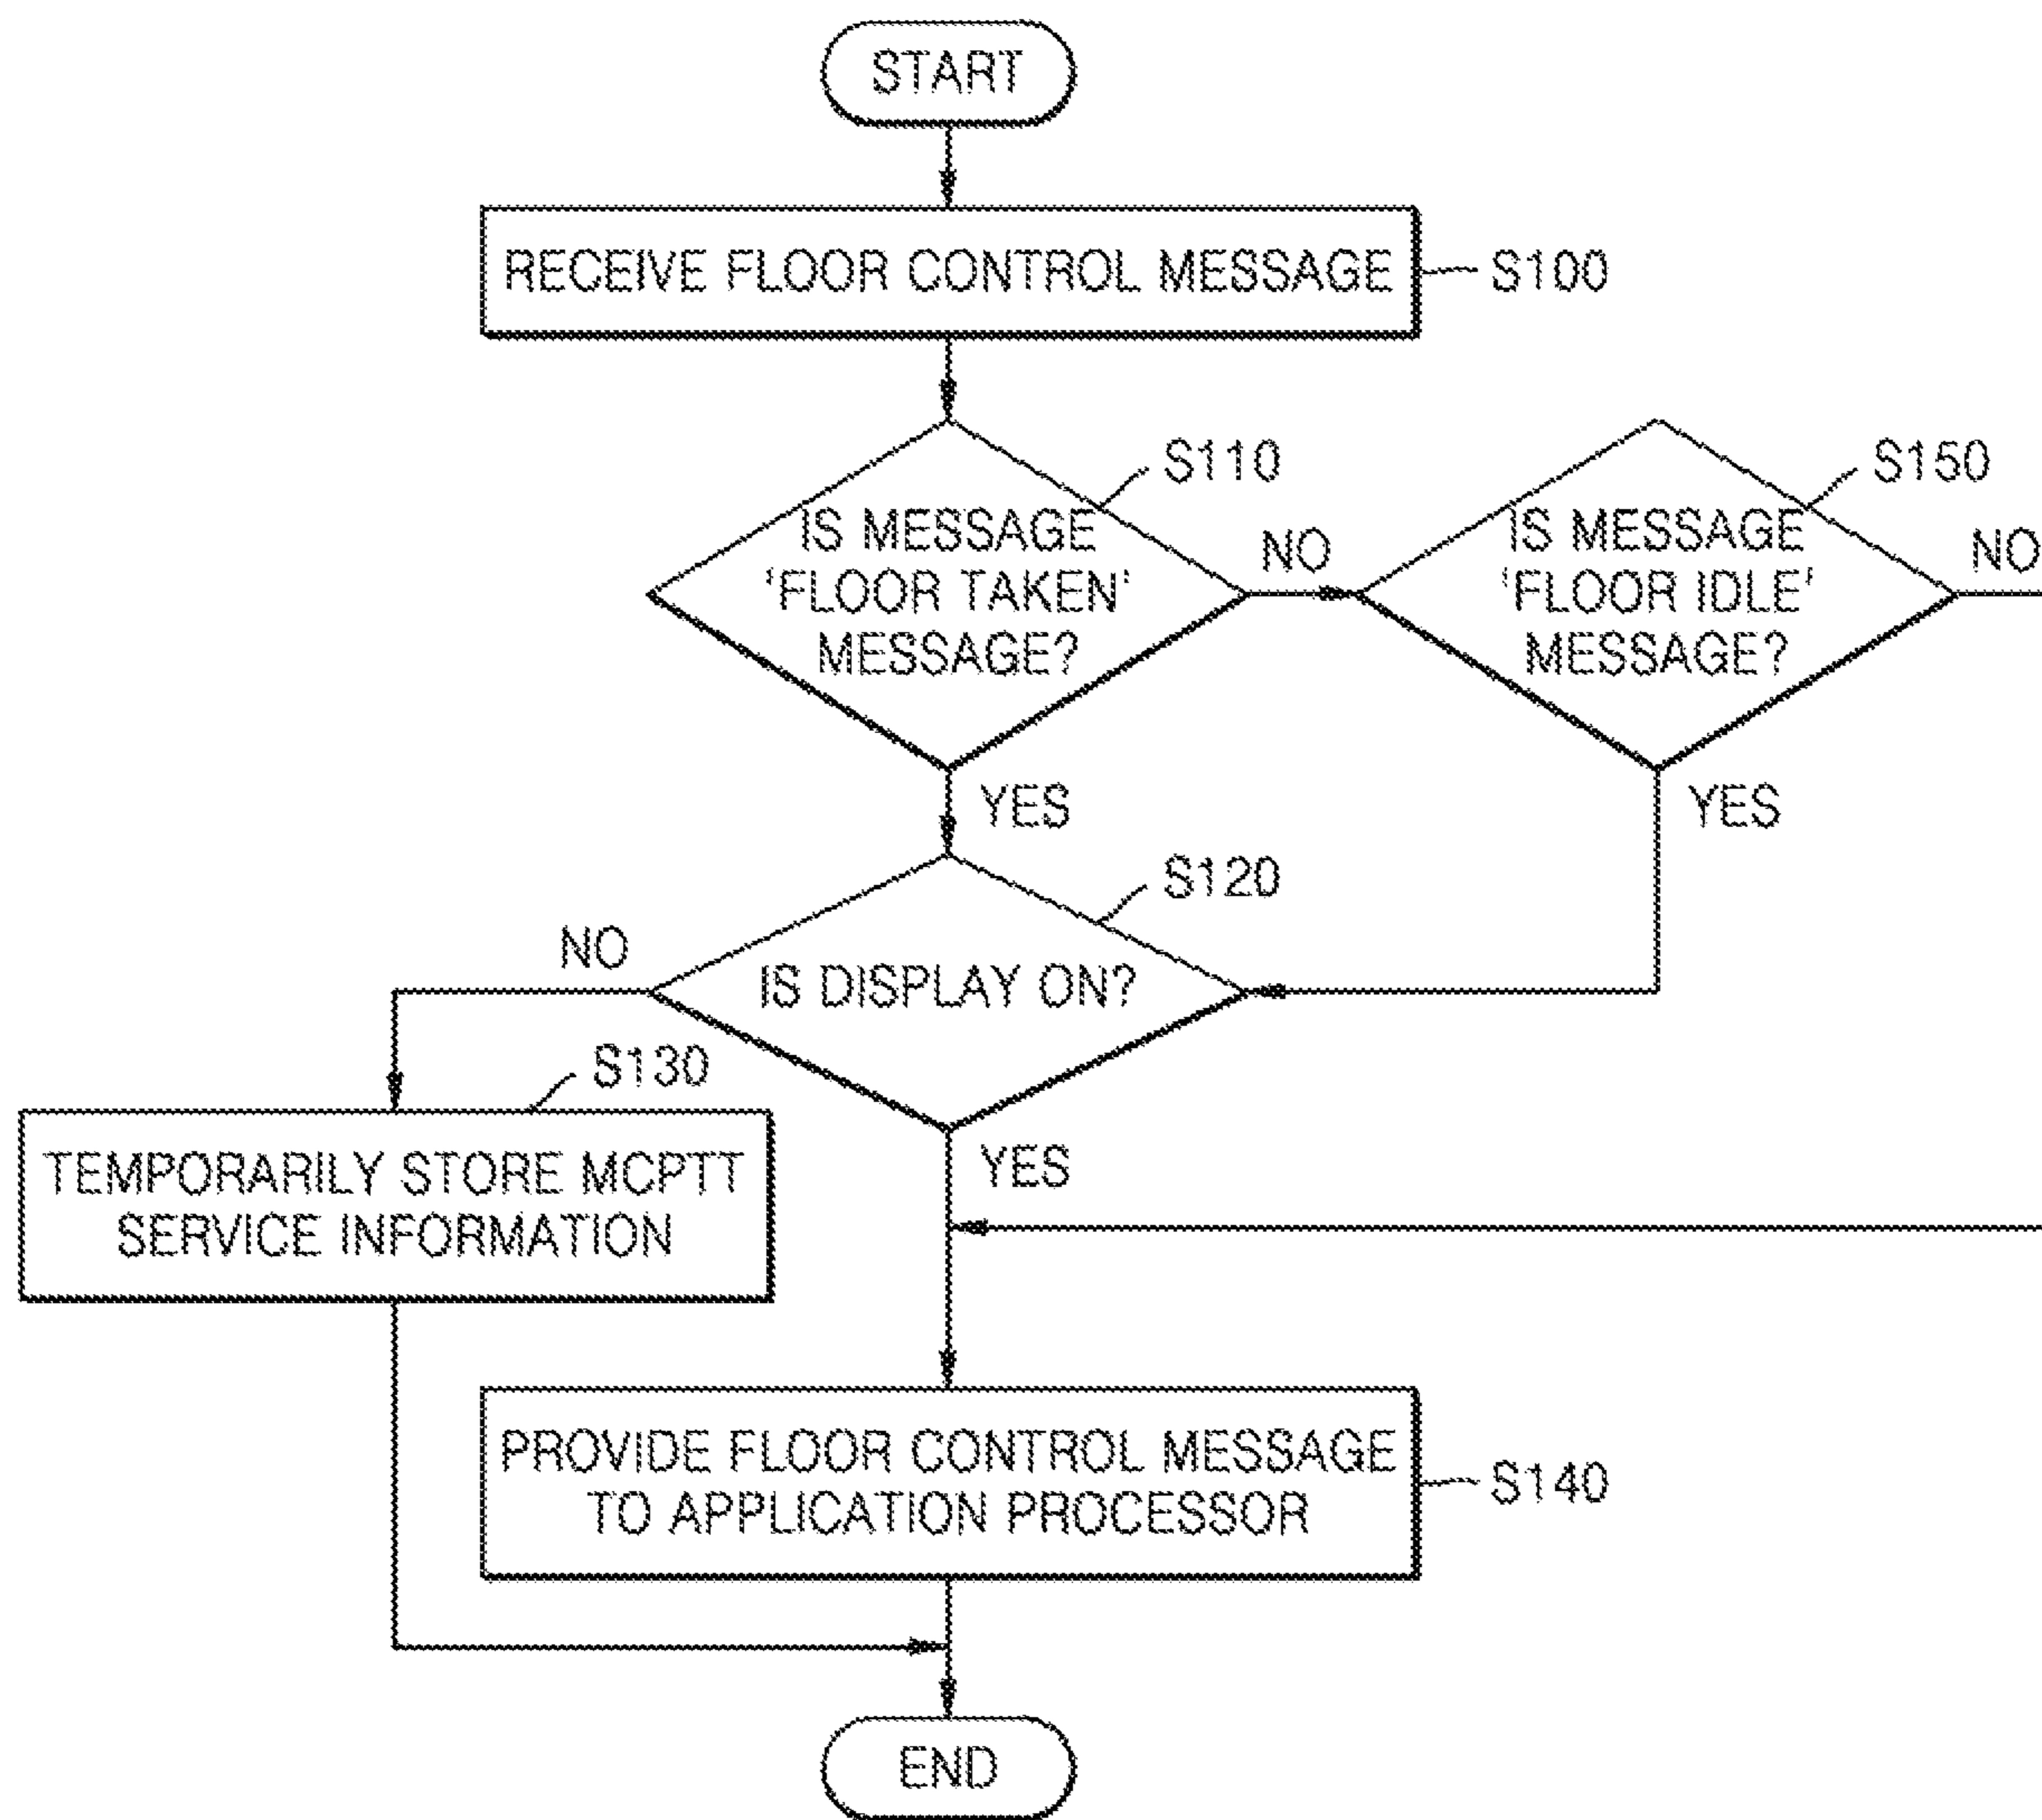 START
RECEIVE FLOOR CONTROL MESSAGE
S100
S110
IS MESSAGE
'FLOOR TAKEN'
MESSAGE?
NO
YES
S150
IS MESSAGE
'FLOOR IDLE'
MESSAGE?
NO
YES
S120
IS DISPLAY ON?
NO
YES
S130
TEMPORARILY STORE MCPTT
SERVICE INFORMATION
PROVIDE FLOOR CONTROL MESSAGE
TO APPLICATION PROCESSOR
S140
END